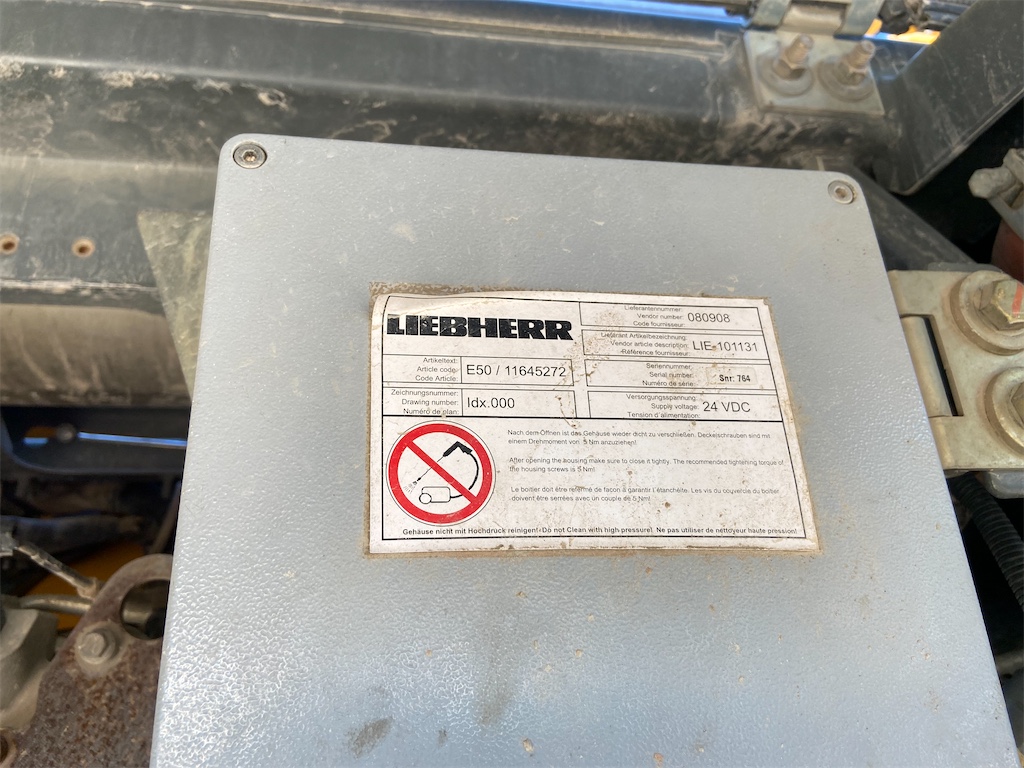 LIEBHERR
Lieferantennummer:
Vendor number: 080908
Code fournisseur:
Lieferant Artikelbezeichnung:
Vendor article description: LIE-101131
Référence fournisseur:
Artikeltext:
Article code: E50 / 11645272
Code Article:
Seriennummer:
Serial number: Snr: 764
Numéro de série:
Zeichnungsnummer:
Drawing number: Idx.000
Numéro de plan:
Versorgungsspannung
Supply voltage: 24 VDC
Tension d´alimentation:
Nach dem Öffnen ist das Gehäuse wieder dicht zu verschließen. Deckelschrauben sind mit
einem Drehmoment von 5 Nm anzuziehen!
After opening the housing make sure to close it tightly. The recommended tightening torque of
the housing screws is 5 Nm!
Le boitier doit être refermé de facon à garantir l´étanchéite. Les vis du couvercle du boitier
doivent être serrées avec un couple de 5 Nm!
Gehäuse nicht mit Hochdruck reinigen! Do not Clean with high pressure! Ne pas utiliser de nettoyeur haute pression!